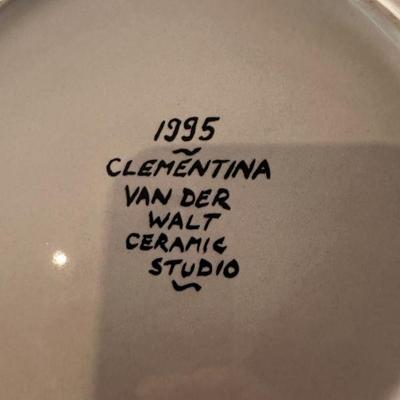 1995
~
CLEMENTINA
VAN DER
WALT
CERAMIC
STUDIO
~